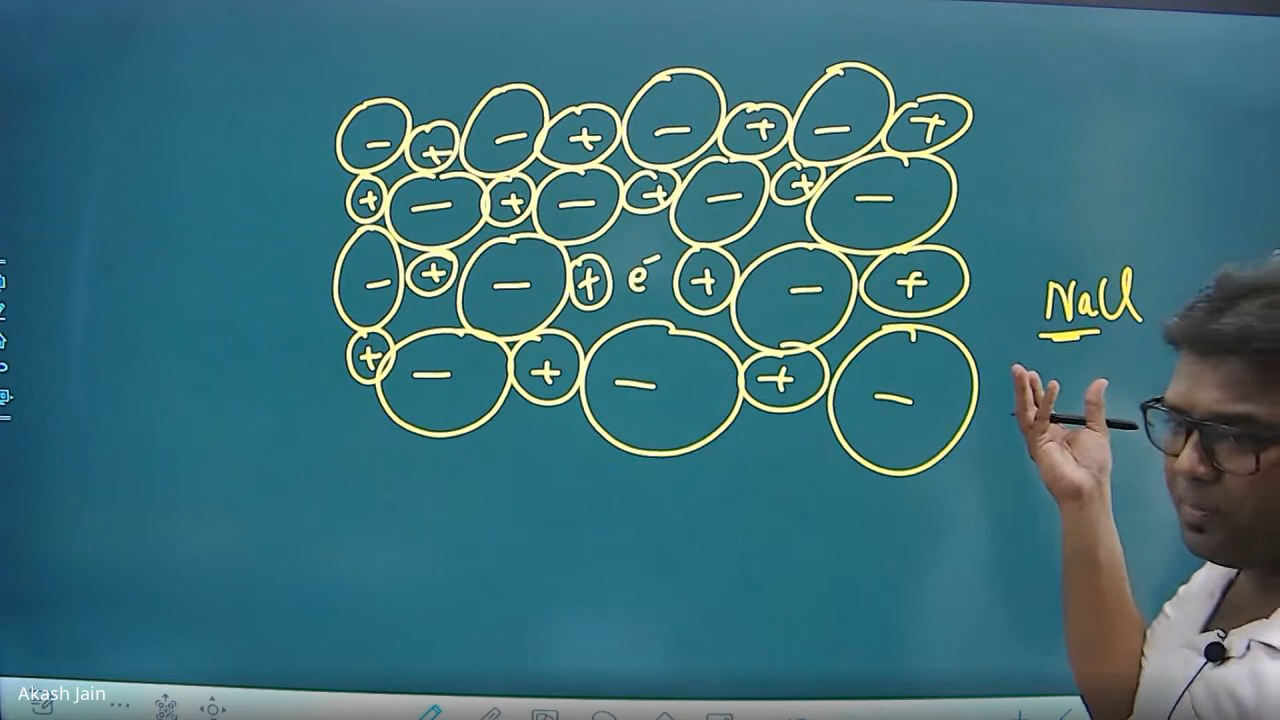 - + - + - + - +
+ - + - + - + -
- + - + e⁻ + - +
+ - + - + -
NaCl
Akash Jain